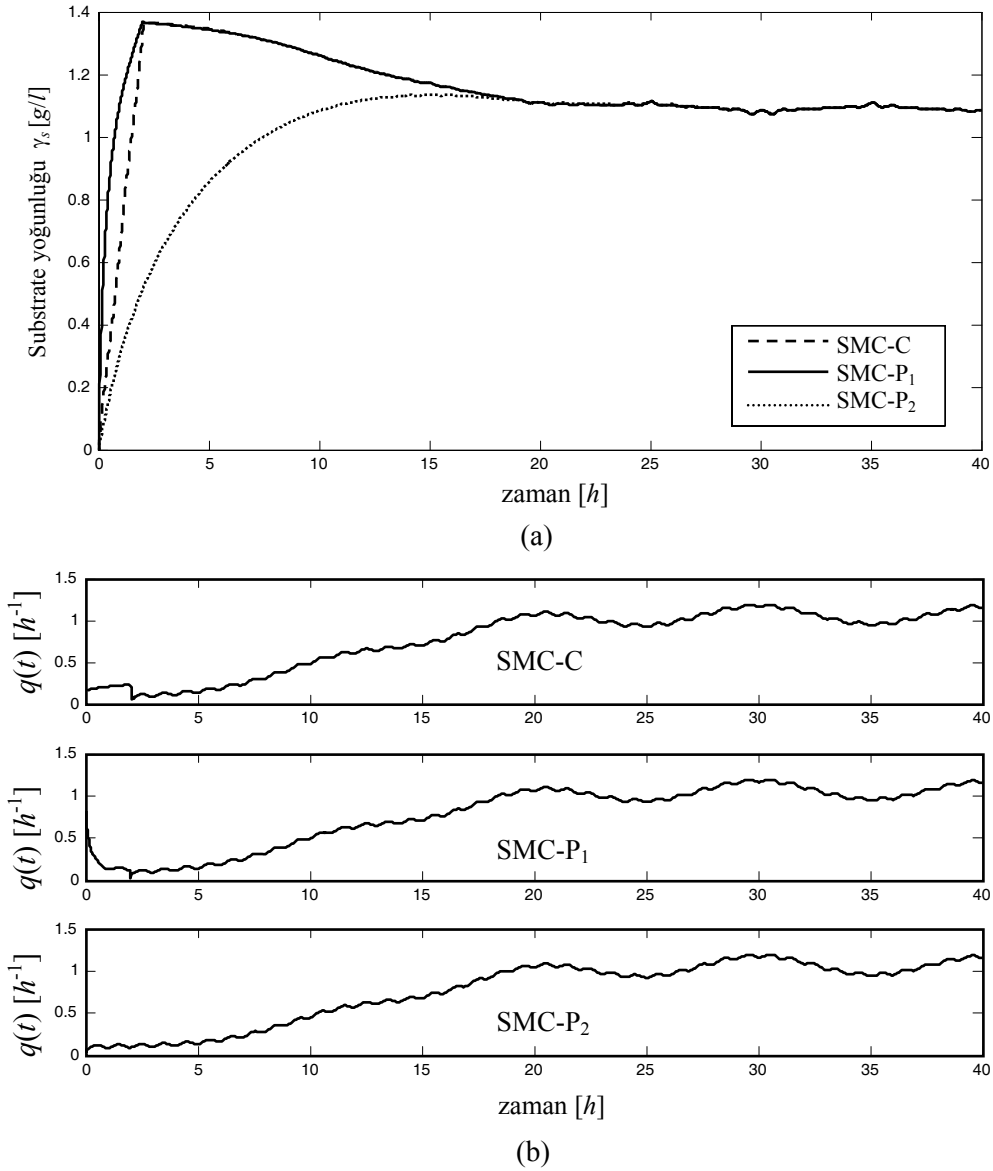 1.4
1.2
1
0.8
0.6
0.4
0.2
0
Substrate yoğunluğu γs [g/l]
SMC-C
SMC-P1
SMC-P2
0 5 10 15 20 25 30 35 40
zaman [h]
(a)
1.5
1
0.5
0
q(t) [h-1]
SMC-C
0 5 10 15 20 25 30 35 40
1.5
1
0.5
0
q(t) [h-1]
SMC-P1
0 5 10 15 20 25 30 35 40
1.5
1
0.5
0
q(t) [h-1]
SMC-P2
0 5 10 15 20 25 30 35 40
zaman [h]
(b)